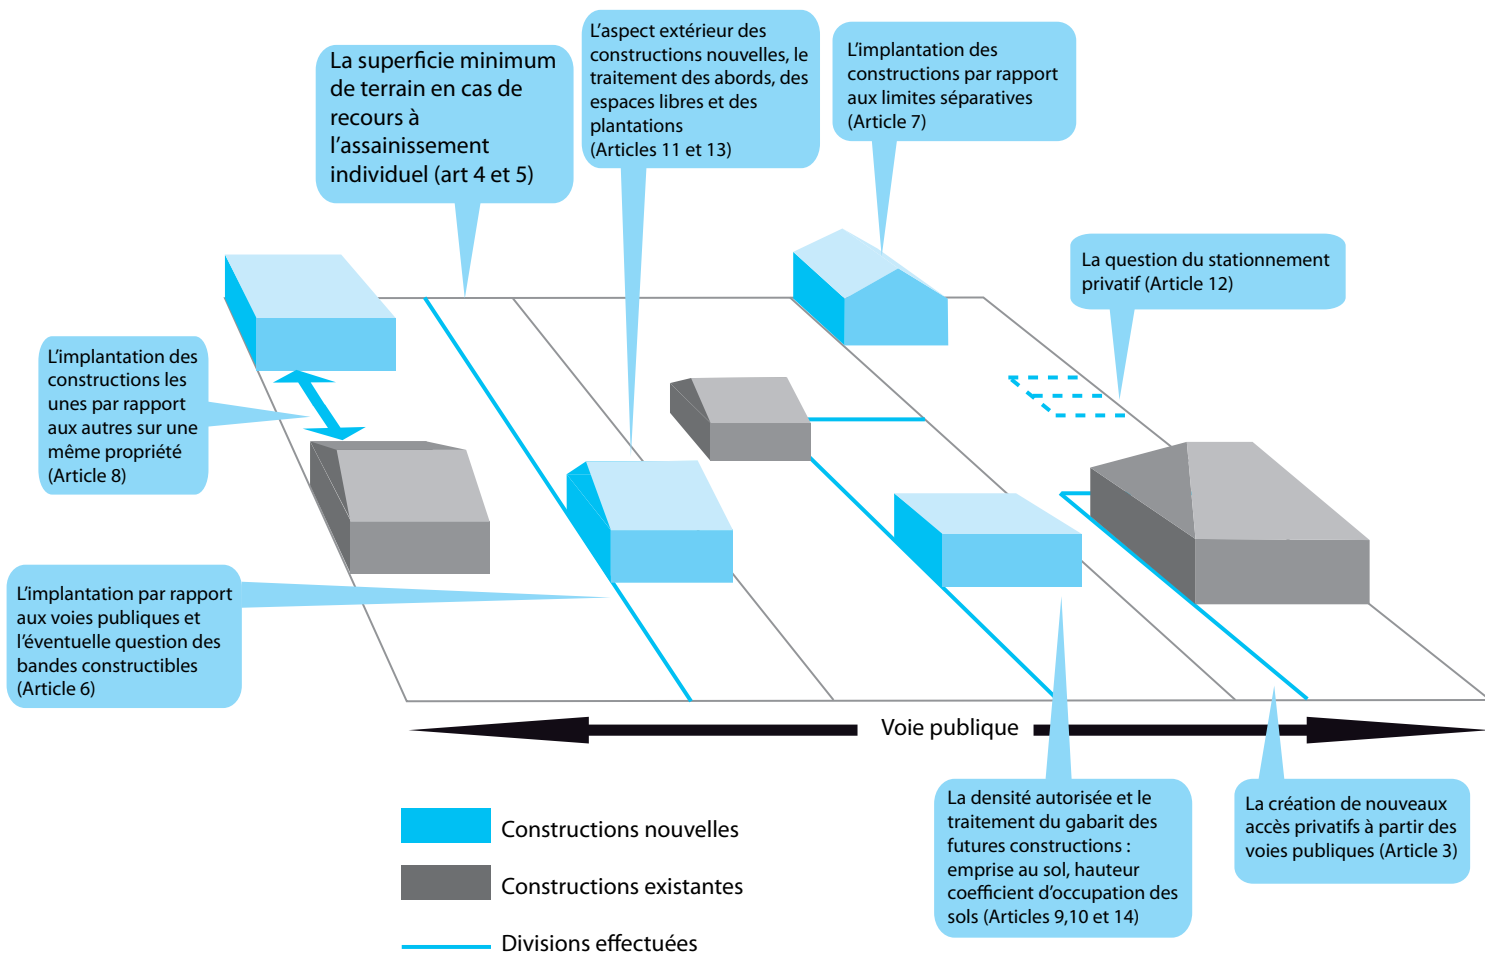 La superficie minimum
de terrain en cas de
recours à
l'assainissement
individuel (art 4 et 5)
L'aspect extérieur des
constructions nouvelles, le
traitement des abords, des
espaces libres et des
plantations
(Articles 11 et 13)
L'implantation des
constructions par rapport
aux limites séparatives
(Article 7)
La question du stationnement
privatif (Article 12)
L'implantation des
constructions les
unes par rapport
aux autres sur une
même propriété
(Article 8)
L'implantation par rapport
aux voies publiques et
l'éventuelle question des
bandes constructibles
(Article 6)
Voie publique
La densité autorisée et le
traitement du gabarit des
futures constructions :
emprise au sol, hauteur
coefficient d'occupation des
sols (Articles 9,10 et 14)
La création de nouveaux
accès privatifs à partir des
voies publiques (Article 3)
Constructions nouvelles
Constructions existantes
Divisions effectuées